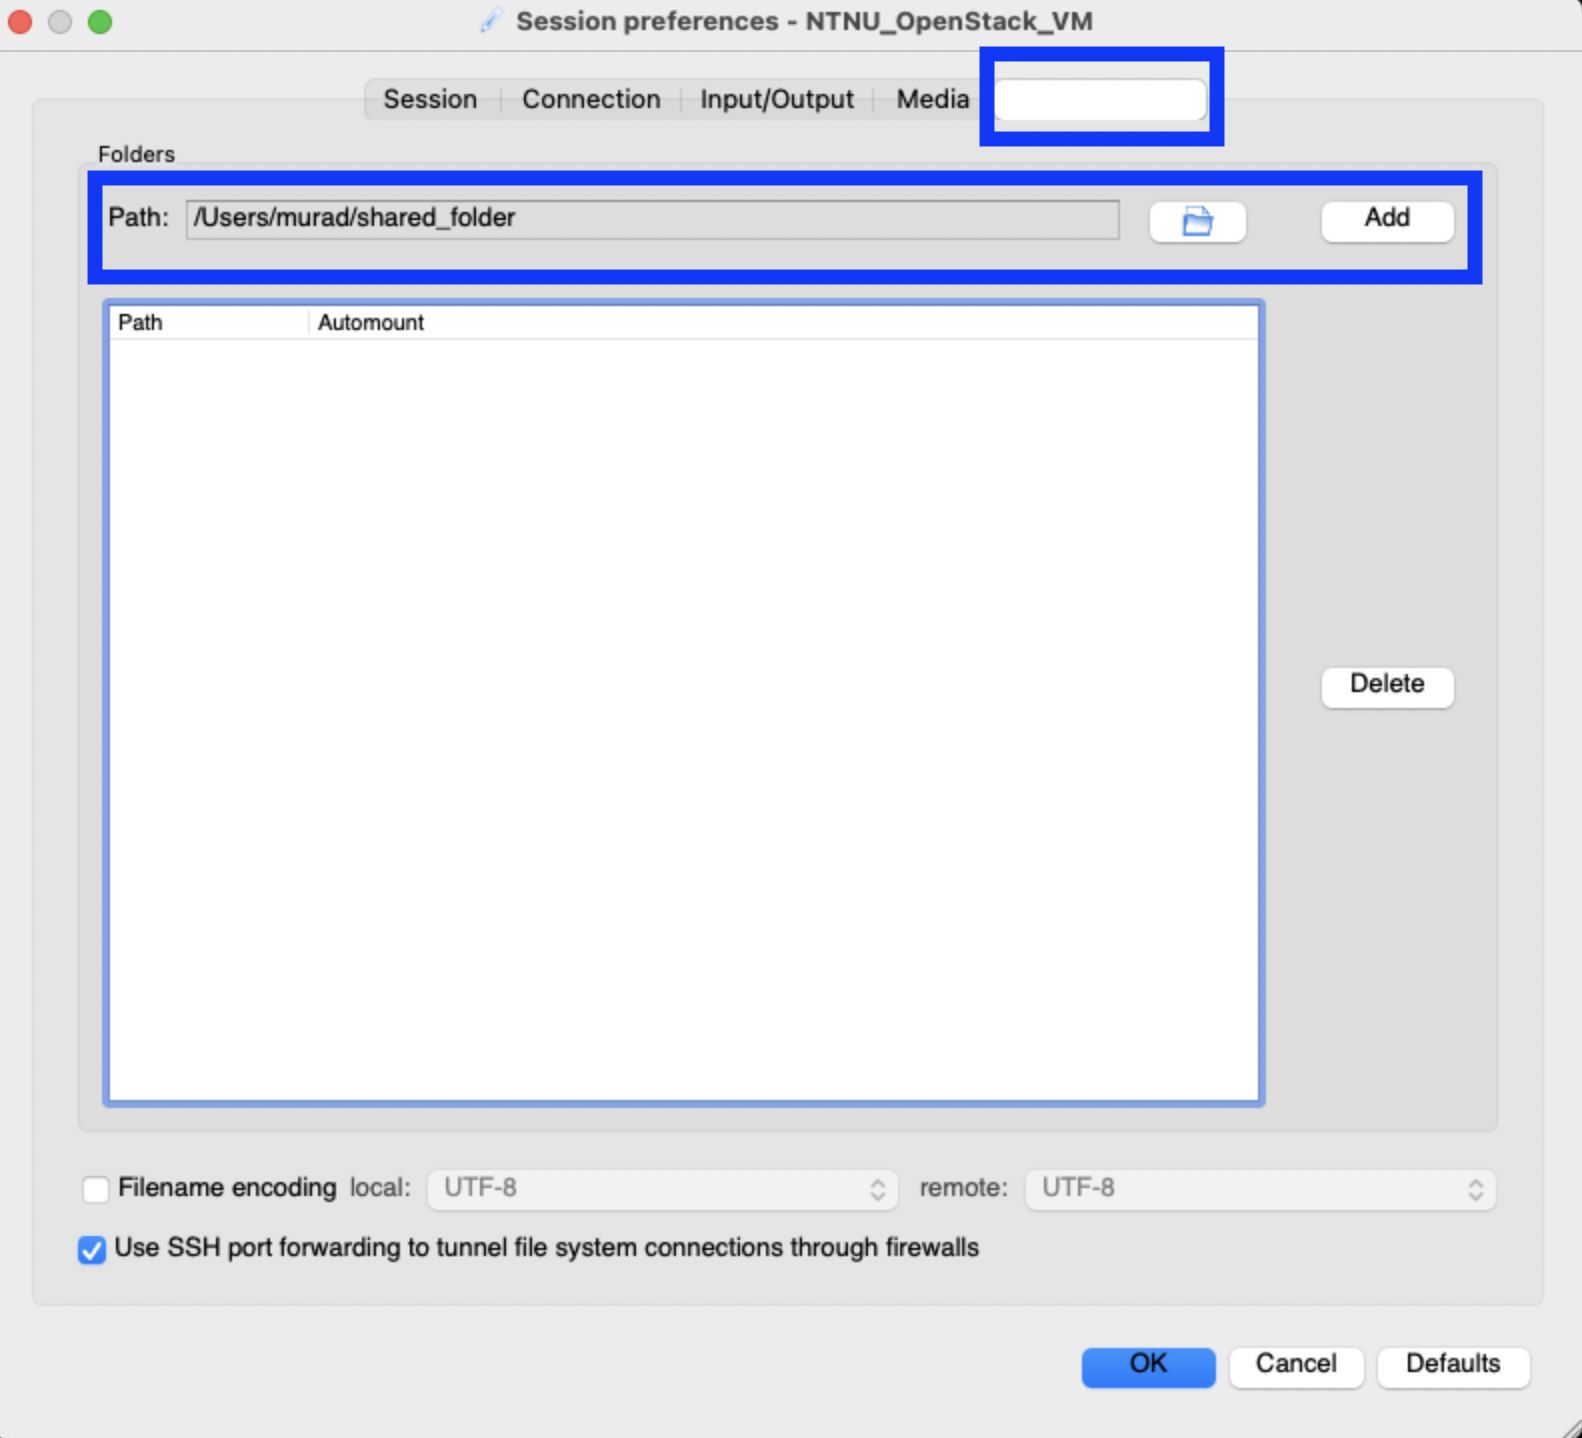 Session preferences - NTNU_OpenStack_VM
Session Connection Input/Output Media
Folders
Path: /Users/murad/shared_folder Add
Path Automount
Delete
Filename encoding local: UTF-8 remote: UTF-8
Use SSH port forwarding to tunnel file system connections through firewalls
OK Cancel Defaults